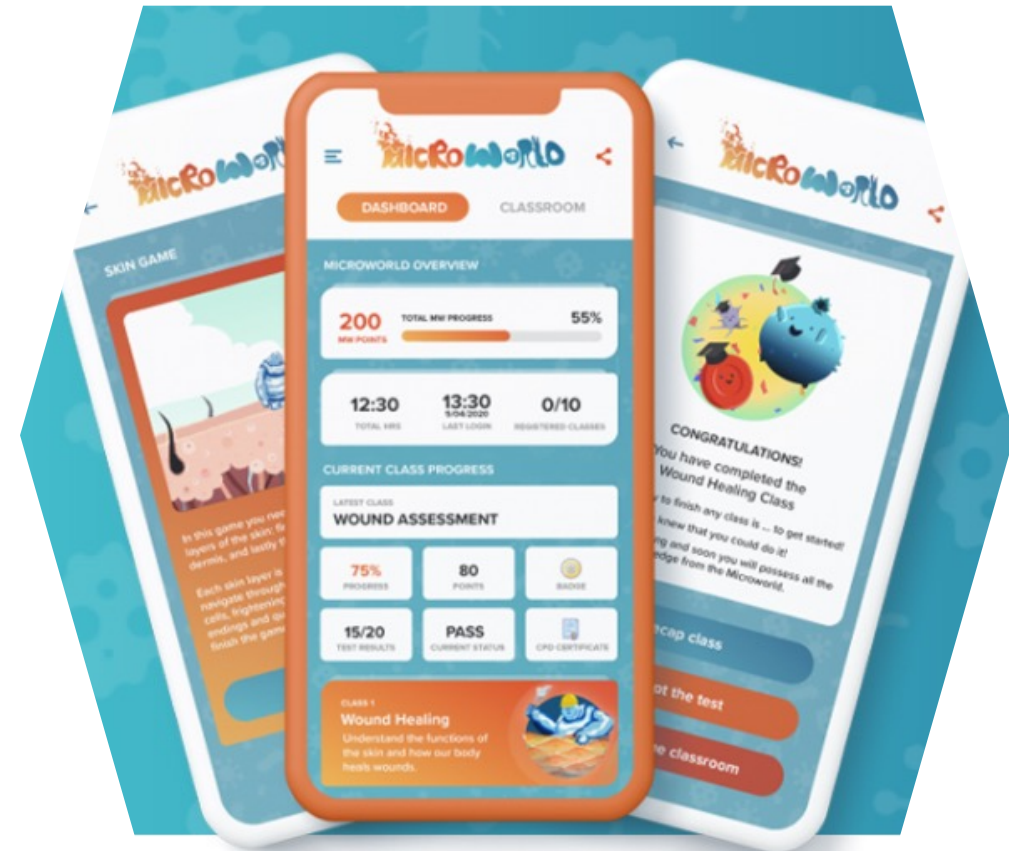 MICROWORLD
SKIN GAME
In this game you
layers of the skin:
dermis, and lastly
Each skin layer is
navigate through
cells, frightening
endings and
finish the game
MICROWORLD
DASHBOARD
CLASSROOM
MICROWORLD OVERVIEW
200
MW POINTS
TOTAL MW PROGRESS
55%
12:30
TOTAL HRS
13:30
5/04/2020
LAST LOGIN
0/10
REGISTERED CLASSES
CURRENT CLASS PROGRESS
LATEST CLASS
WOUND ASSESSMENT
75%
PROGRESS
80
POINTS
BADGE
15/20
TEST RESULTS
PASS
CURRENT STATUS
CPD CERTIFICATE
CLASS 1
Wound Healing
Understand the functions of
the skin and how our body
heals wounds.
MICROWORLD
CONGRATULATIONS!
You have completed the
Wound Healing Class
to finish any class is ... to get started!
knew that you could do it!
and soon you will possess all the
from the Microworld.
class
the test
classroom